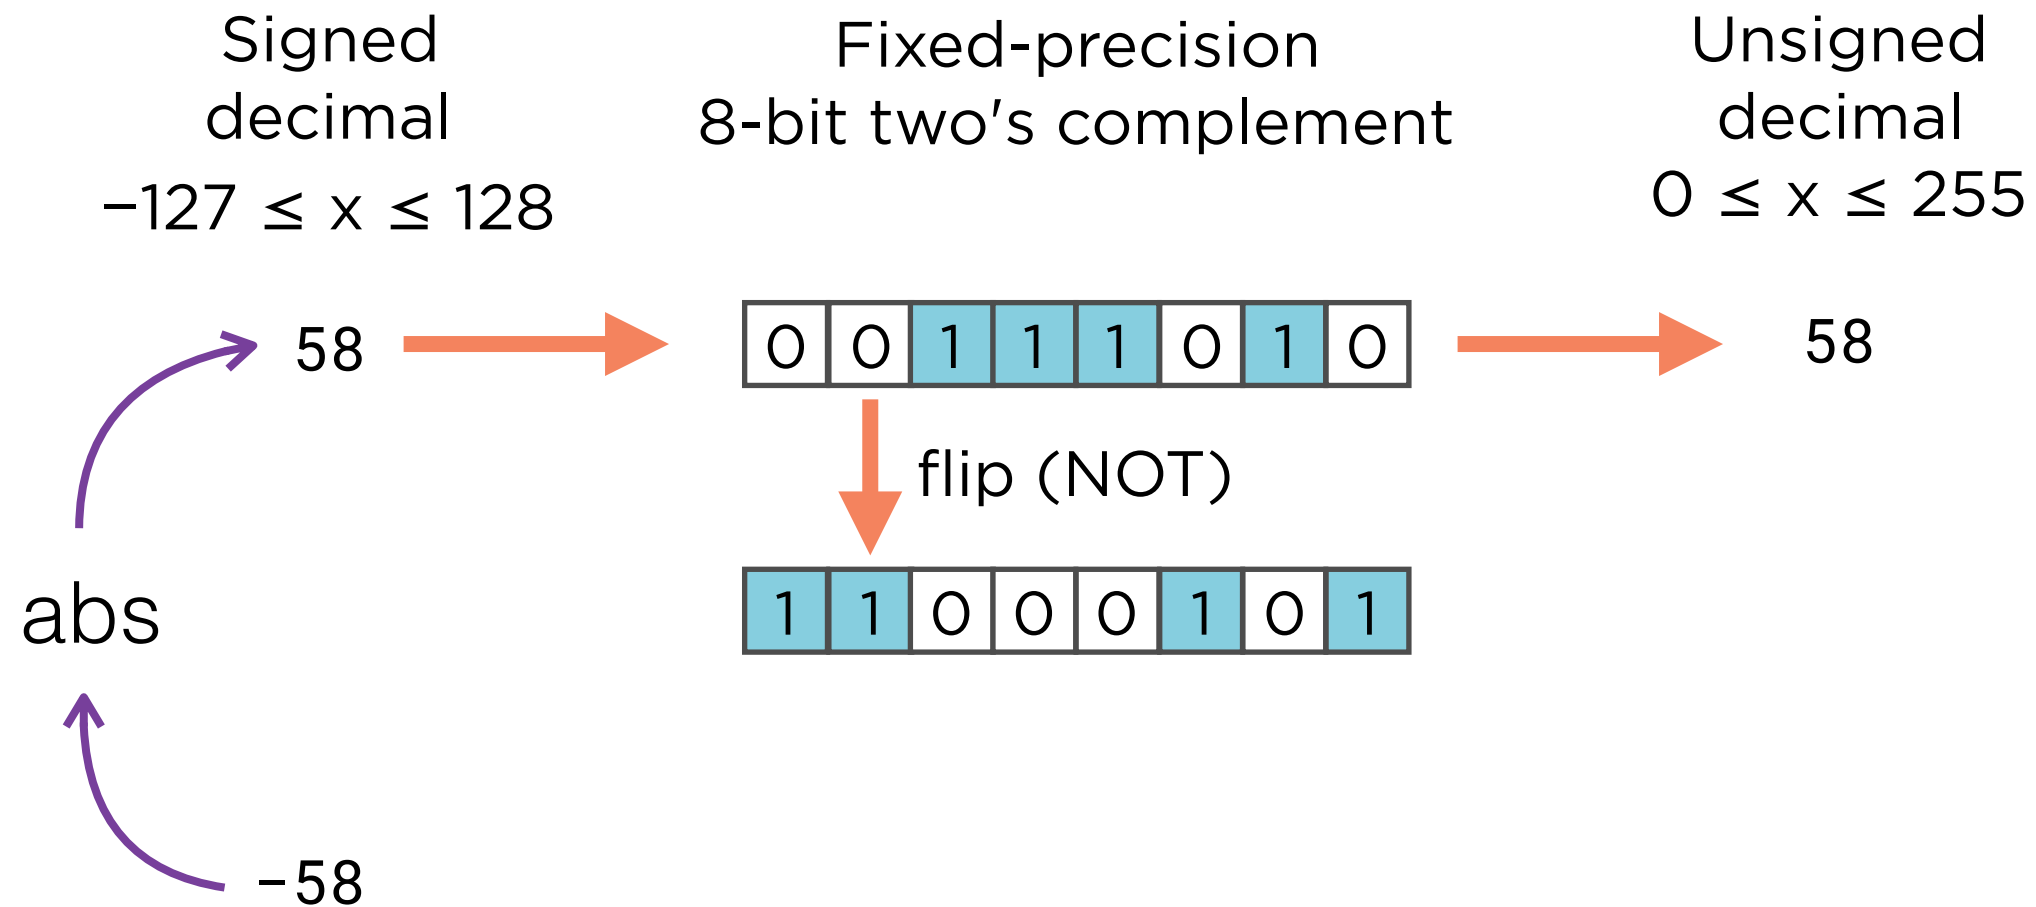 Signed
decimal
−127 ≤ x ≤ 128
Fixed-precision
8-bit two's complement
Unsigned
decimal
0 ≤ x ≤ 255
58
0 0 1 1 1 0 1 0
58
flip (NOT)
1 1 0 0 0 1 0 1
abs
−58